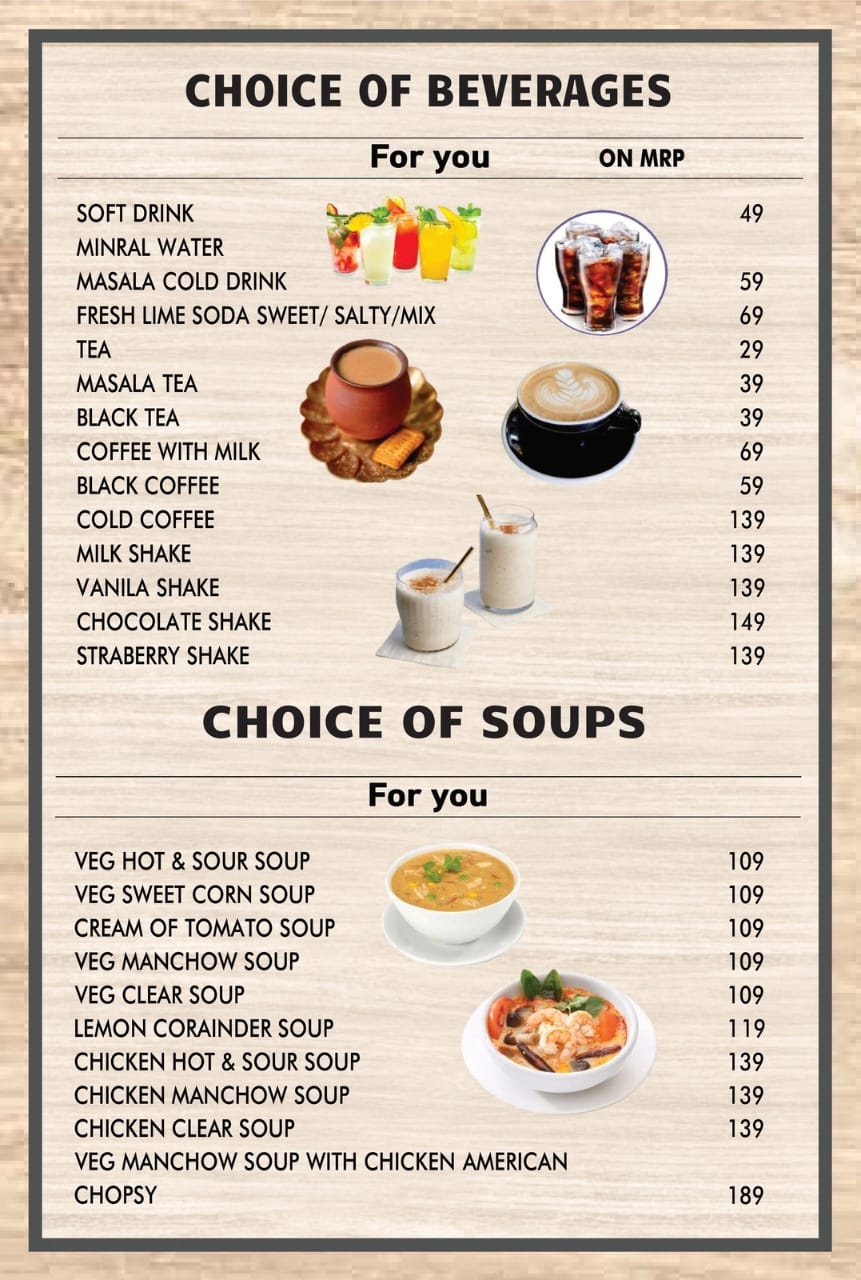 CHOICE OF BEVERAGES
For you ON MRP
SOFT DRINK 49
MINRAL WATER
MASALA COLD DRINK 59
FRESH LIME SODA SWEET/ SALTY/MIX 69
TEA 29
MASALA TEA 39
BLACK TEA 39
COFFEE WITH MILK 69
BLACK COFFEE 59
COLD COFFEE 139
MILK SHAKE 139
VANILA SHAKE 139
CHOCOLATE SHAKE 149
STRABERRY SHAKE 139
CHOICE OF SOUPS
For you
VEG HOT & SOUR SOUP 109
VEG SWEET CORN SOUP 109
CREAM OF TOMATO SOUP 109
VEG MANCHOW SOUP 109
VEG CLEAR SOUP 109
LEMON CORAINDER SOUP 119
CHICKEN HOT & SOUR SOUP 139
CHICKEN MANCHOW SOUP 139
CHICKEN CLEAR SOUP 139
VEG MANCHOW SOUP WITH CHICKEN AMERICAN
CHOPSY 189